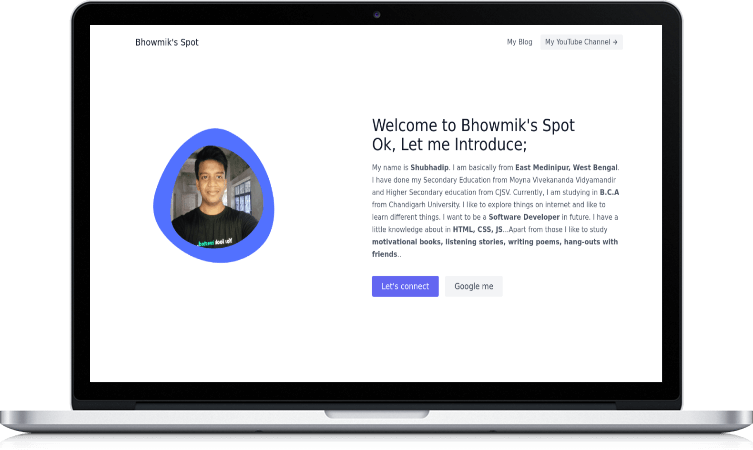 Bhowmik's Spot
My Blog
My YouTube Channel →
Welcome to Bhowmik's Spot
Ok, Let me Introduce;
My name is Shubhadip. I am basically from East Medinipur, West Bengal.
I have done my Secondary Education from Moyna Vivekananda Vidyamandir
and Higher Secondary education from CJSV. Currently, I am studying in B.C.A
from Chandigarh University. I like to explore things on internet and like to
learn different things. I want to be a Software Developer in future. I have a
little knowledge about in HTML, CSS, JS...Apart from those I like to study
motivational books, listening stories, writing poems, hang-outs with
friends..
Let's connect
Google me